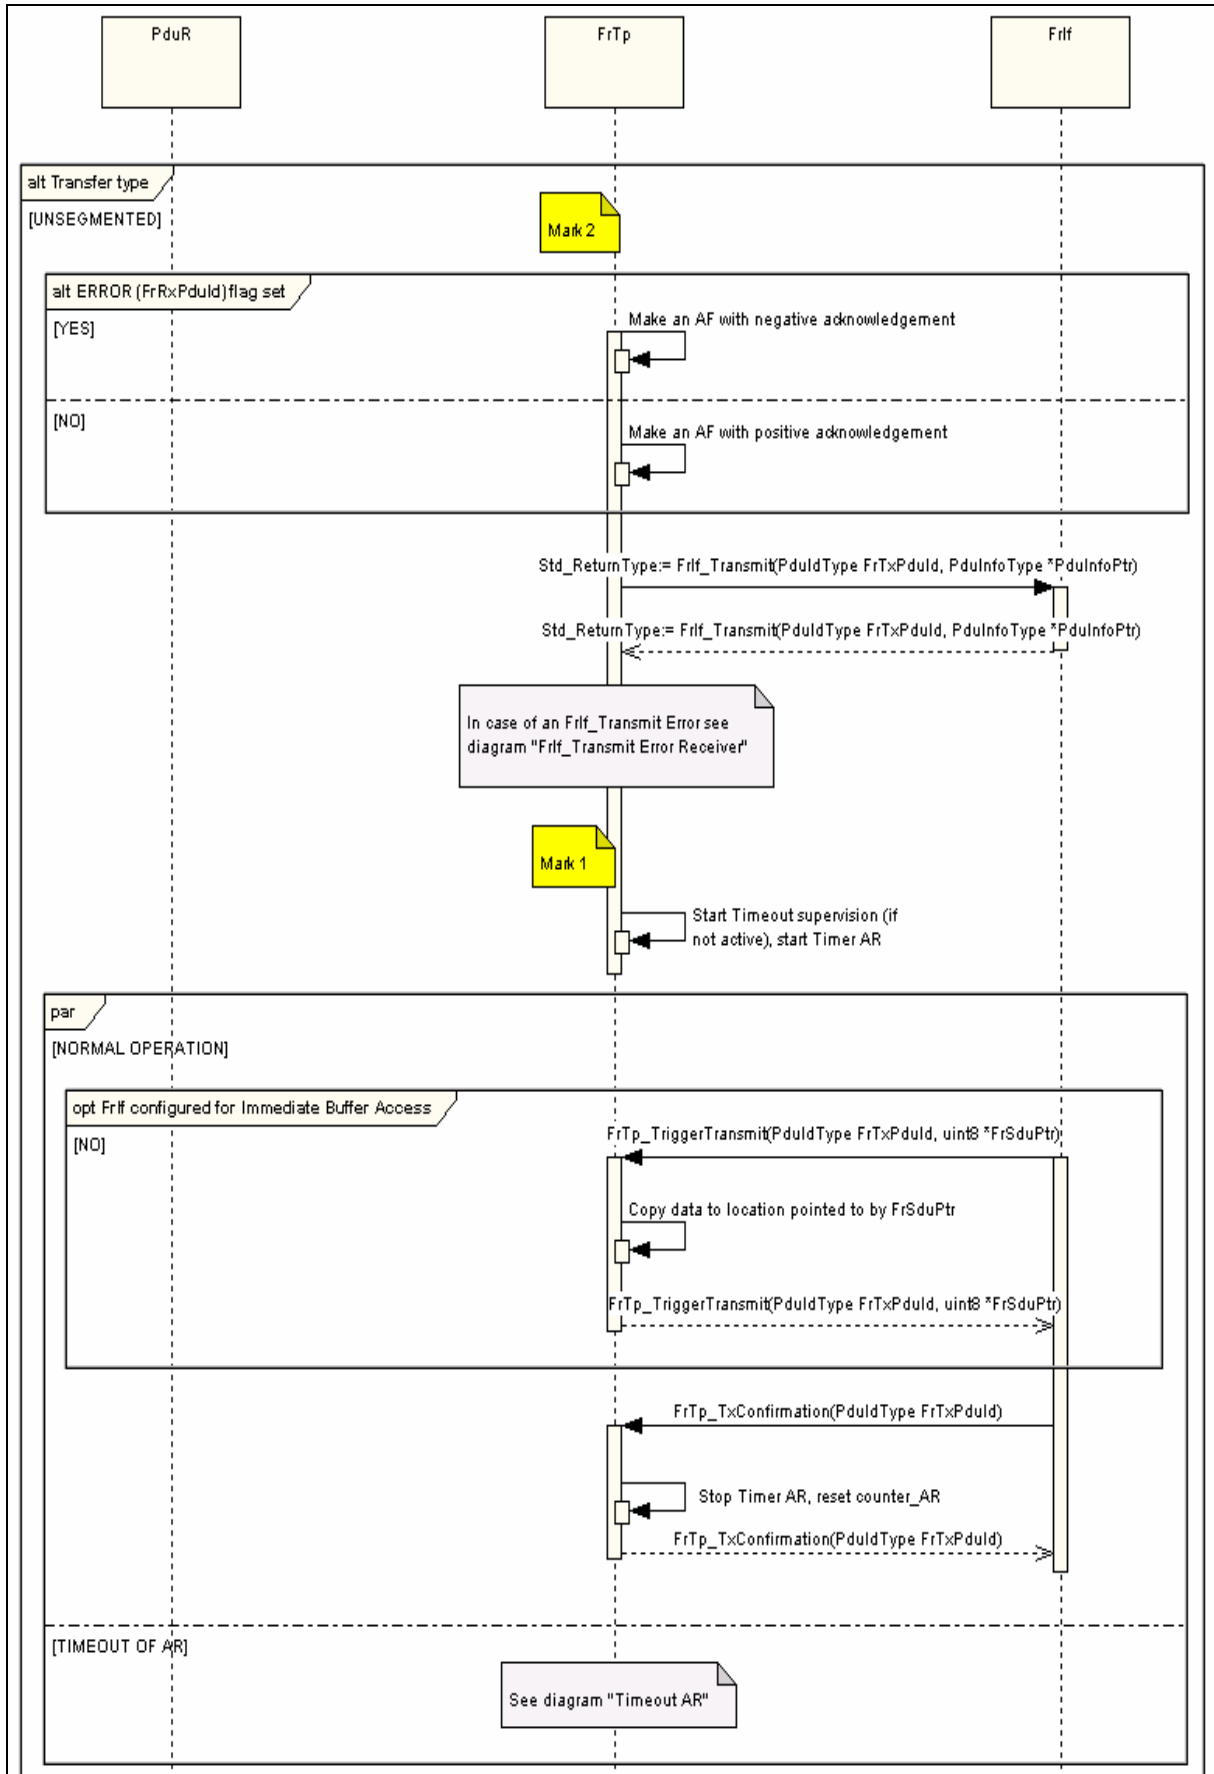 PduR
FrTp
FrIf
alt Transfer type
[UNSEGMENTED]
Mark 2
alt ERROR (FrRxPduId)flag set
[YES]
Make an AF with negative acknowledgement
[NO]
Make an AF with positive acknowledgement
Std_ReturnType:= FrIf_Transmit(PduIdType FrTxPduId, PduInfoType *PduInfoPtr)
Std_ReturnType:= FrIf_Transmit(PduIdType FrTxPduId, PduInfoType *PduInfoPtr)
In case of an FrIf_Transmit Error see
diagram "FrIf_Transmit Error Receiver"
Mark 1
Start Timeout supervision (if
not active), start Timer AR
par
[NORMAL OPERATION]
opt FrIf configured for Immediate Buffer Access
[NO]
FrTp_TriggerTransmit(PduIdType FrTxPduId, uint8 *FrSduPtr)
Copy data to location pointed to by FrSduPtr
FrTp_TriggerTransmit(PduIdType FrTxPduId, uint8 *FrSduPtr)
FrTp_TxConfirmation(PduIdType FrTxPduId)
Stop Timer AR, reset counter_AR
FrTp_TxConfirmation(PduIdType FrTxPduId)
[TIMEOUT OF AR]
See diagram "Timeout AR"